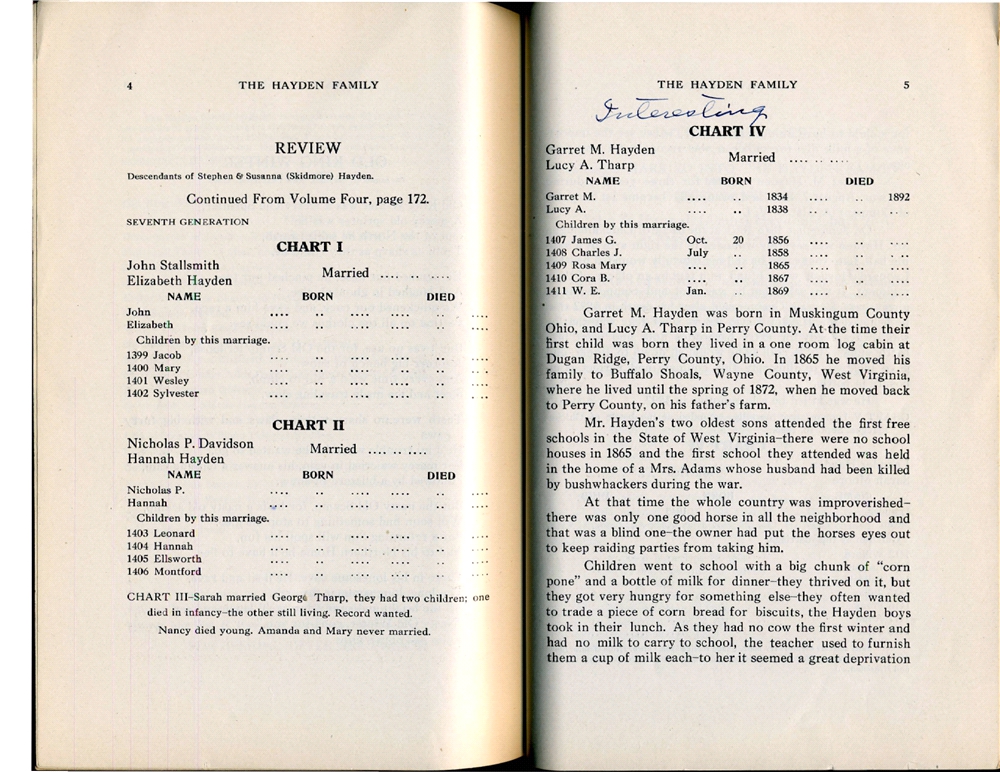 4 THE HAYDEN FAMILY
REVIEW
Descendants of Stephen & Susanna (Skidmore) Hayden.
Continued From Volume Four, page 172.
SEVENTH GENERATION
CHART I
John Stallsmith
Elizabeth Hayden
Married .... .. ....
NAME BORN DIED
John .... .. .... .... .. ....
Elizabeth .... .. .... .... .. ....
Children by this marriage.
1399 Jacob .... .. .... .... .. ....
1400 Mary .... .. .... .... .. ....
1401 Wesley .... .. .... .... .. ....
1402 Sylvester .... .. .... .... .. ....
CHART II
Nicholas P. Davidson
Hannah Hayden
Married .... .. ....
NAME BORN DIED
Nicholas P. .... .. .... .... .. ....
Hannah .... .. .... .... .. ....
Children by this marriage.
1403 Leonard .... .. .... .... .. ....
1404 Hannah .... .. .... .... .. ....
1405 Ellsworth .... .. .... .... .. ....
1406 Montford .... .. .... .... .. ....
CHART III–Sarah married George Tharp, they had two children; one
died in infancy–the other still living. Record wanted.
Nancy died young. Amanda and Mary never married.
THE HAYDEN FAMILY 5
Interesting
CHART IV
Garret M. Hayden
Lucy A. Tharp
Married .... .. ....
NAME BORN DIED
Garret M. .... .. 1834 .... .. 1892
Lucy A. .... .. 1838 .... .. ....
Children by this marriage.
1407 James G. Oct. 20 1856 .... .. ....
1408 Charles J. July .. 1858 .... .. ....
1409 Rosa Mary .... .. 1865 .... .. ....
1410 Cora B. .... .. 1867 .... .. ....
1411 W. E. Jan. .. 1869 .... .. ....
Garret M. Hayden was born in Muskingum County
Ohio, and Lucy A. Tharp in Perry County. At the time their
first child was born they lived in a one room log cabin at
Dugan Ridge, Perry County, Ohio. In 1865 he moved his
family to Buffalo Shoals, Wayne County, West Virginia,
where he lived until the spring of 1872, when he moved back
to Perry County, on his father's farm.
Mr. Hayden's two oldest sons attended the first free
schools in the State of West Virginia–there were no school
houses in 1865 and the first school they attended was held
in the home of a Mrs. Adams whose husband had been killed
by bushwhackers during the war.
At that time the whole country was improverished–
there was only one good horse in all the neighborhood and
that was a blind one–the owner had put the horses eyes out
to keep raiding parties from taking him.
Children went to school with a big chunk of “corn
pone” and a bottle of milk for dinner–they thrived on it, but
they got very hungry for something else–they often wanted
to trade a piece of corn bread for biscuits, the Hayden boys
took in their lunch. As they had no cow the first winter and
had no milk to carry to school, the teacher used to furnish
them a cup of milk each–to her it seemed a great deprivation